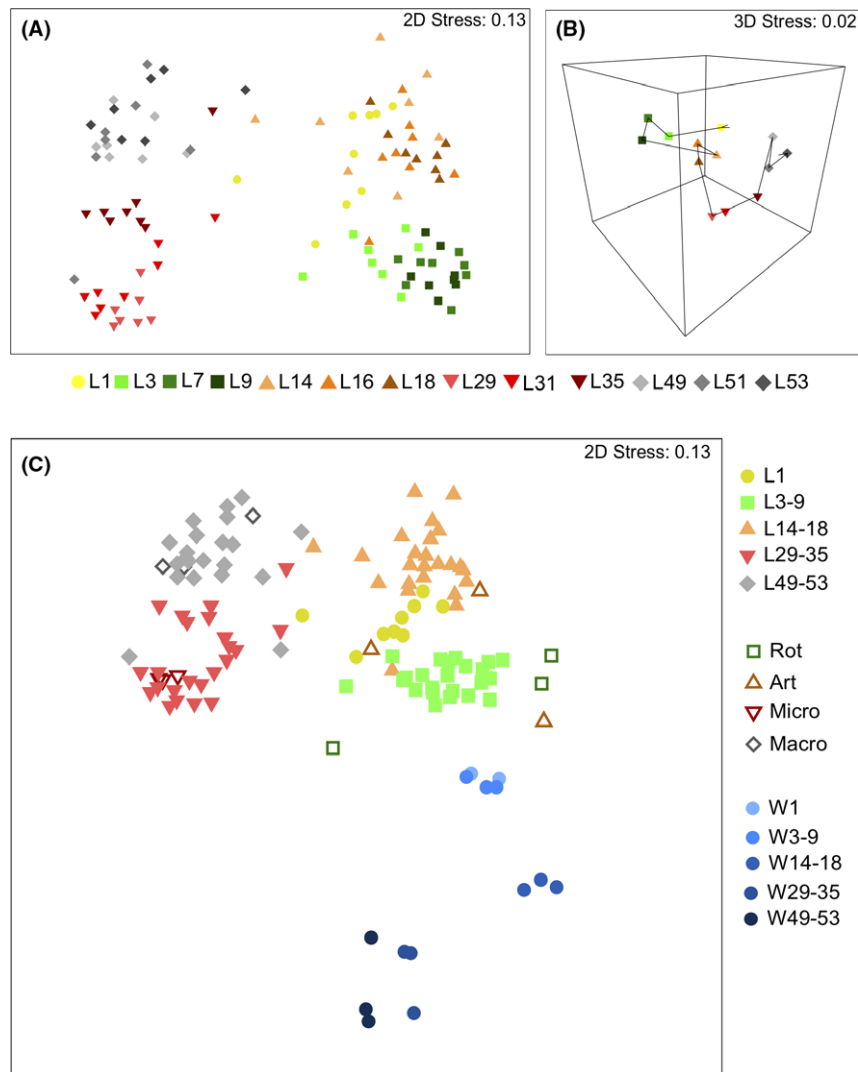 (A)
2D Stress: 0.13
(B)
3D Stress: 0.02
L1 L3 L7 L9 L14 L16 L18 L29 L31 L35 L49 L51 L53
(C)
2D Stress: 0.13
L1
L3-9
L14-18
L29-35
L49-53
Rot
Art
Micro
Macro
W1
W3-9
W14-18
W29-35
W49-53